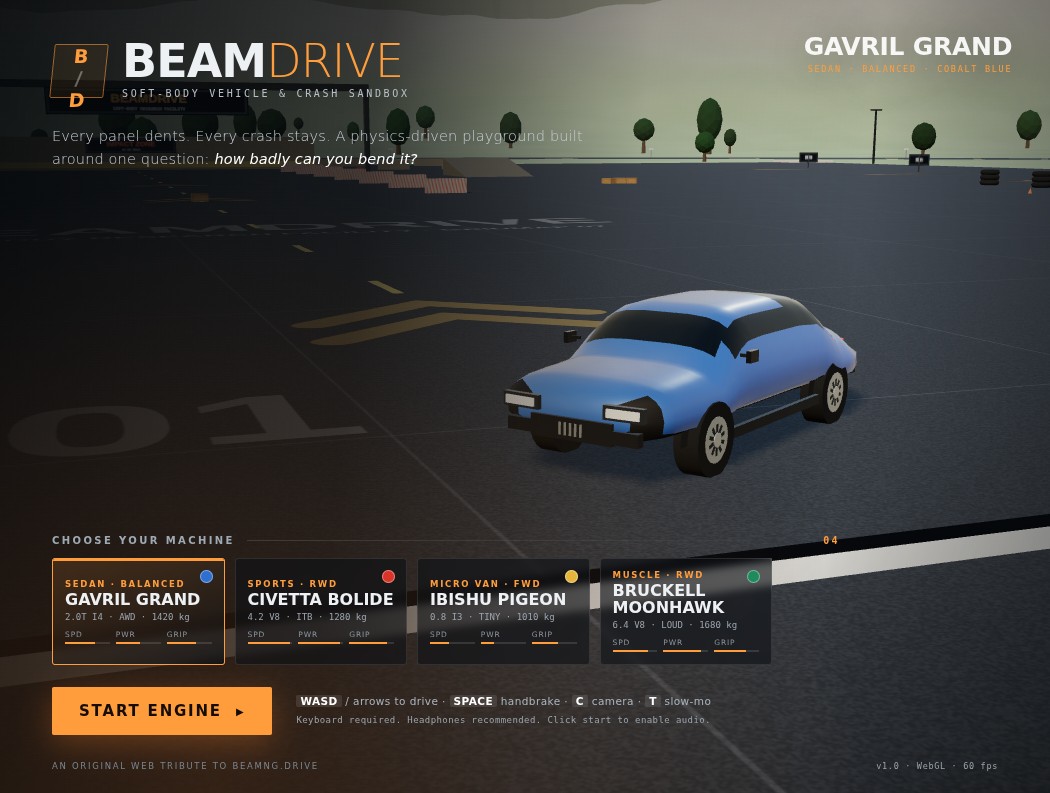 B
/
D
BEAMDRIVE
SOFT-BODY VEHICLE & CRASH SANDBOX
GAVRIL GRAND
SEDAN · BALANCED · COBALT BLUE
BEAMDRIVE
Every panel dents. Every crash stays. A physics-driven playground built
around one question: how badly can you bend it?
01
CHOOSE YOUR MACHINE
04
SEDAN · BALANCED
GAVRIL GRAND
2.0T I4 · AWD · 1420 kg
SPD PWR GRIP
SPORTS · RWD
CIVETTA BOLIDE
4.2 V8 · ITB · 1280 kg
SPD PWR GRIP
MICRO VAN · FWD
IBISHU PIGEON
0.8 I3 · TINY · 1010 kg
SPD PWR GRIP
MUSCLE · RWD
BRUCKELL
MOONHAWK
6.4 V8 · LOUD · 1680 kg
SPD PWR GRIP
START ENGINE ▸
WASD / arrows to drive · SPACE handbrake · C camera · T slow-mo
Keyboard required. Headphones recommended. Click start to enable audio.
AN ORIGINAL WEB TRIBUTE TO BEAMNG.DRIVE
v1.0 · WebGL · 60 fps